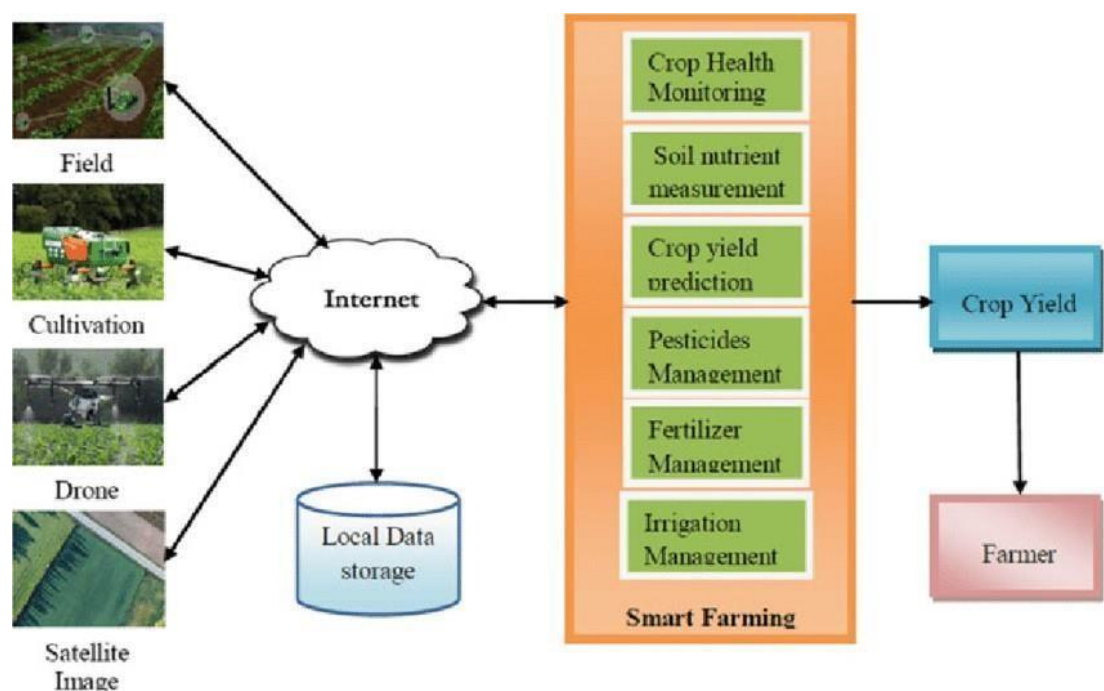 Field
Cultivation
Drone
Satellite
Image
Internet
Local Data
storage
Crop Health
Monitoring
Soil nutrient
measurement
Crop yield
prediction
Pesticides
Management
Fertilizer
Management
Irrigation
Management
Smart Farming
Crop Yield
Farmer